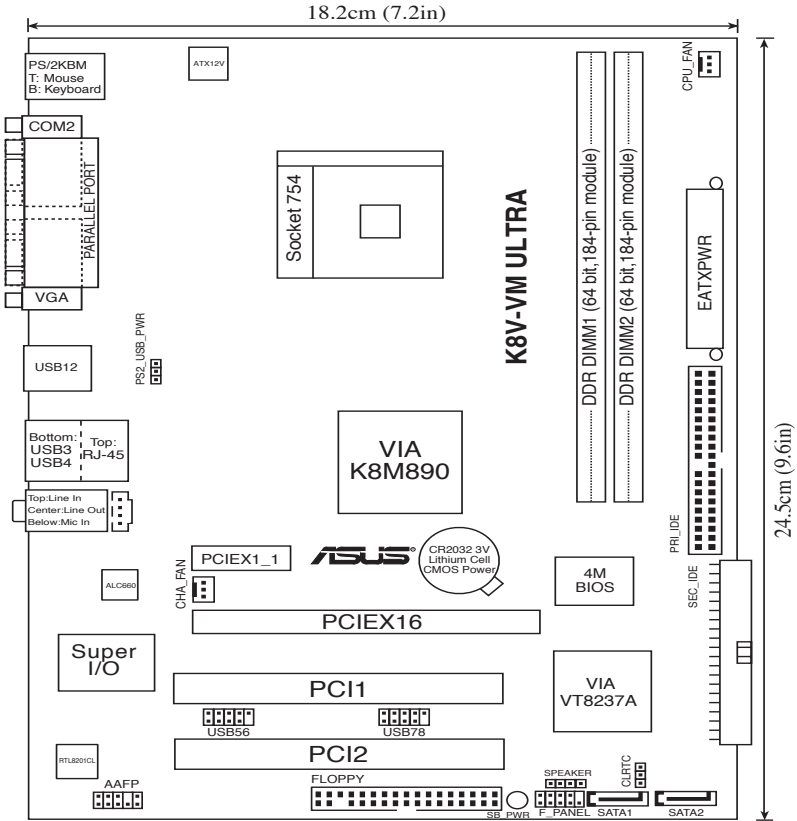 18.2cm (7.2in)
PS/2KBM
T: Mouse
B: Keyboard
ATX12V
CPU_FAN
COM2
PARALLEL PORT
VGA
Socket 754
K8V-VM ULTRA
DDR DIMM1 (64 bit,184-pin module)
DDR DIMM2 (64 bit,184-pin module)
EATXPWR
24.5cm (9.6in)
USB12
PS2_USB_PWR
Bottom:
USB3
USB4
Top:
RJ-45
VIA
K8M890
Top:Line In
Center:Line Out
Below:Mic In
PRI_IDE
PCIEX1_1
ASUS
CR2032 3V
Lithium Cell
CMOS Power
CHA_FAN
ALC660
4M
BIOS
SEC_IDE
PCIEX16
Super
I/O
PCI1
VIA
VT8237A
USB56
USB78
PCI2
RTL8201CL
AAFP
FLOPPY
SPEAKER
CLRTC
SB_PWR
F_PANEL
SATA1
SATA2